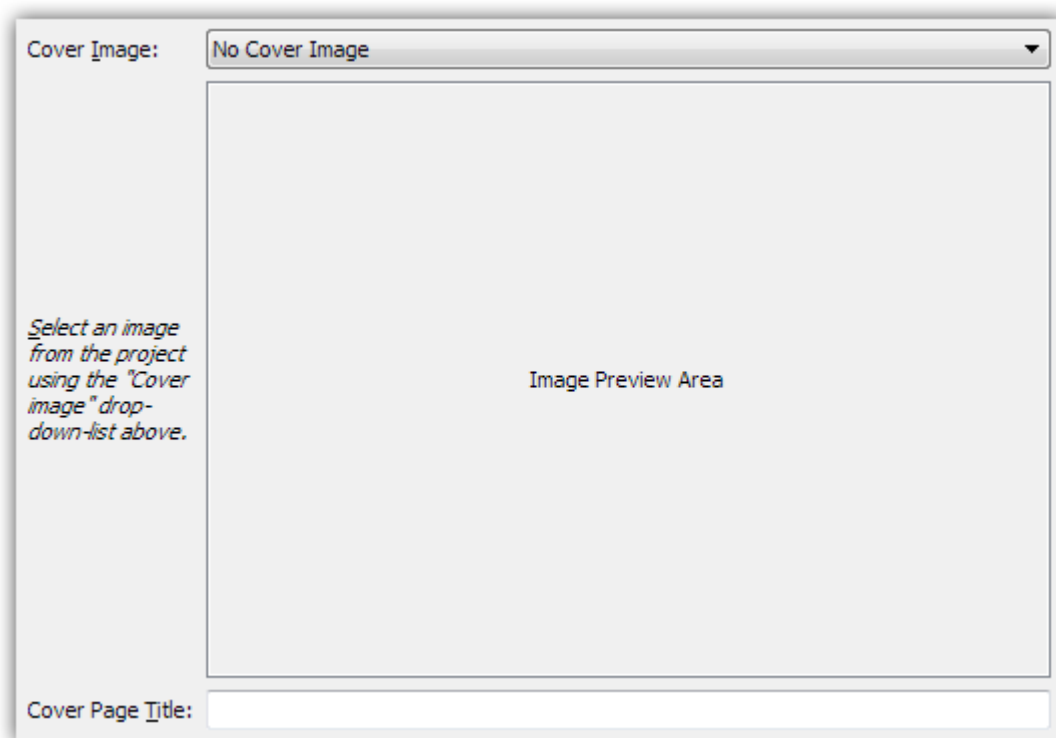 Cover Image:
No Cover Image
Select an image
from the project
using the "Cover
image" drop-
down-list above.
Image Preview Area
Cover Page Title: